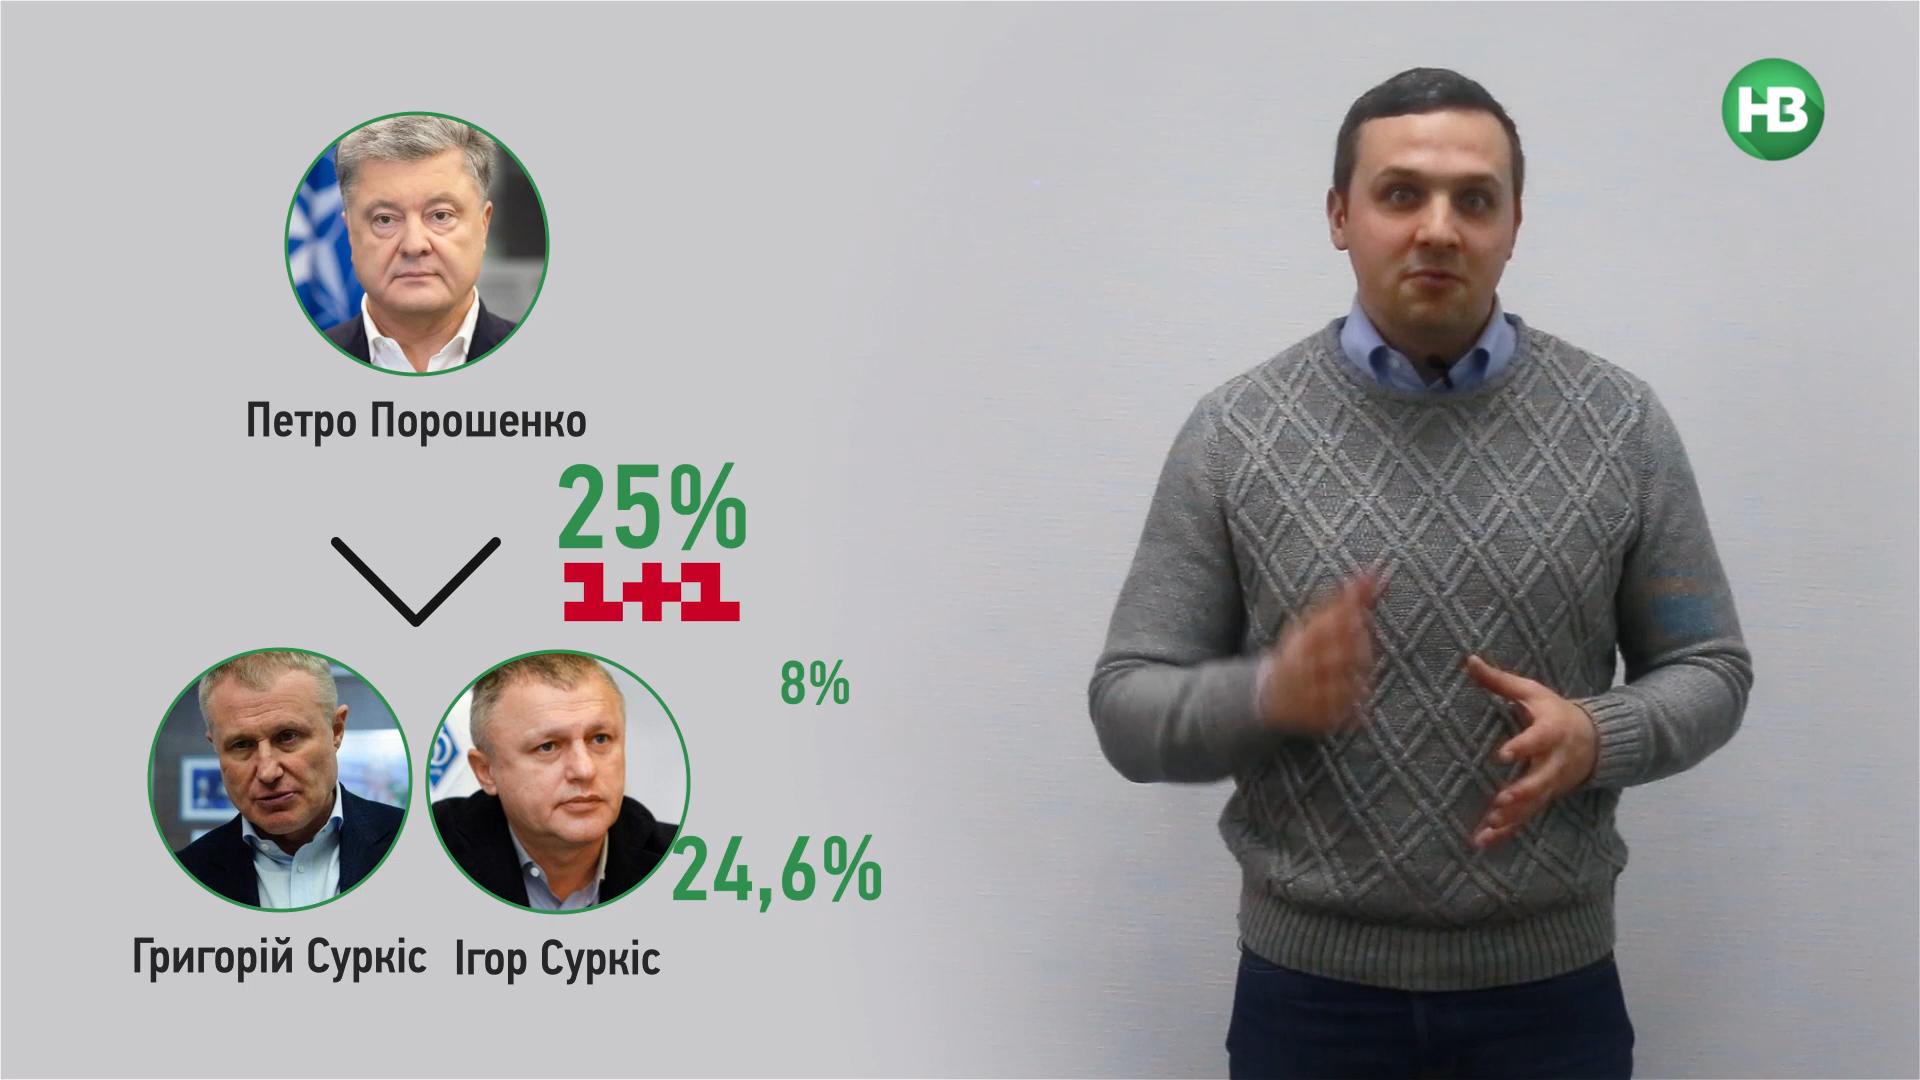 НВ
Петро Порошенко
25%
1+1
8%
24,6%
Григорій Суркіс
Ігор Суркіс